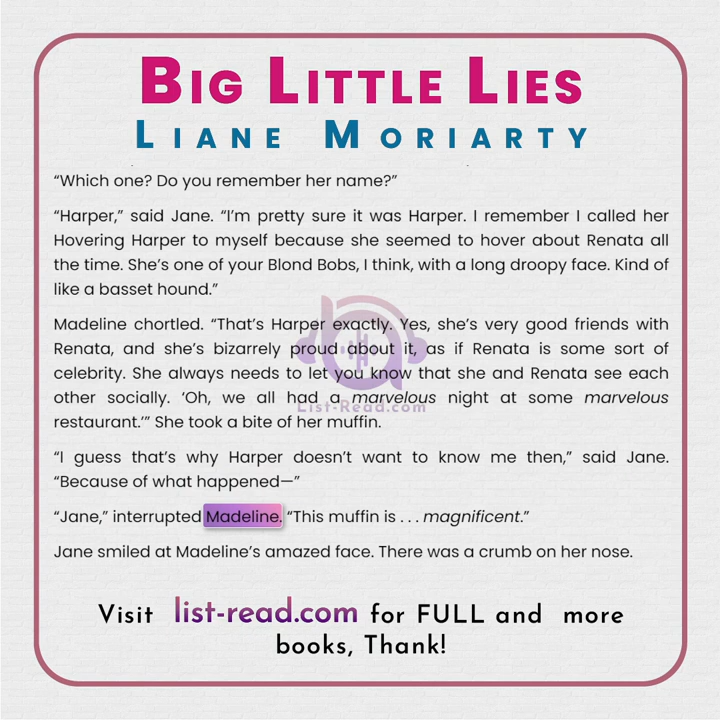 BIG LITTLE LIES
LIANE MORIARTY
“Which one? Do you remember her name?”
“Harper,” said Jane. “I’m pretty sure it was Harper. I remember I called her
Hovering Harper to myself because she seemed to hover about Renata all
the time. She’s one of your Blond Bobs, I think, with a long droopy face. Kind of
like a basset hound.”
Madeline chortled. “That’s Harper exactly. Yes, she’s very good friends with
Renata, and she’s bizarrely proud about it, as if Renata is some sort of
celebrity. She always needs to let you know that she and Renata see each
other socially. ‘Oh, we all had a marvelous night at some marvelous
List-Read.com
restaurant.’” She took a bite of her muffin.
“I guess that’s why Harper doesn’t want to know me then,” said Jane.
“Because of what happened—”
“Jane,” interrupted Madeline. “This muffin is . . . magnificent.”
Jane smiled at Madeline’s amazed face. There was a crumb on her nose.
Visit list-read.com for FULL and more
books, Thank!